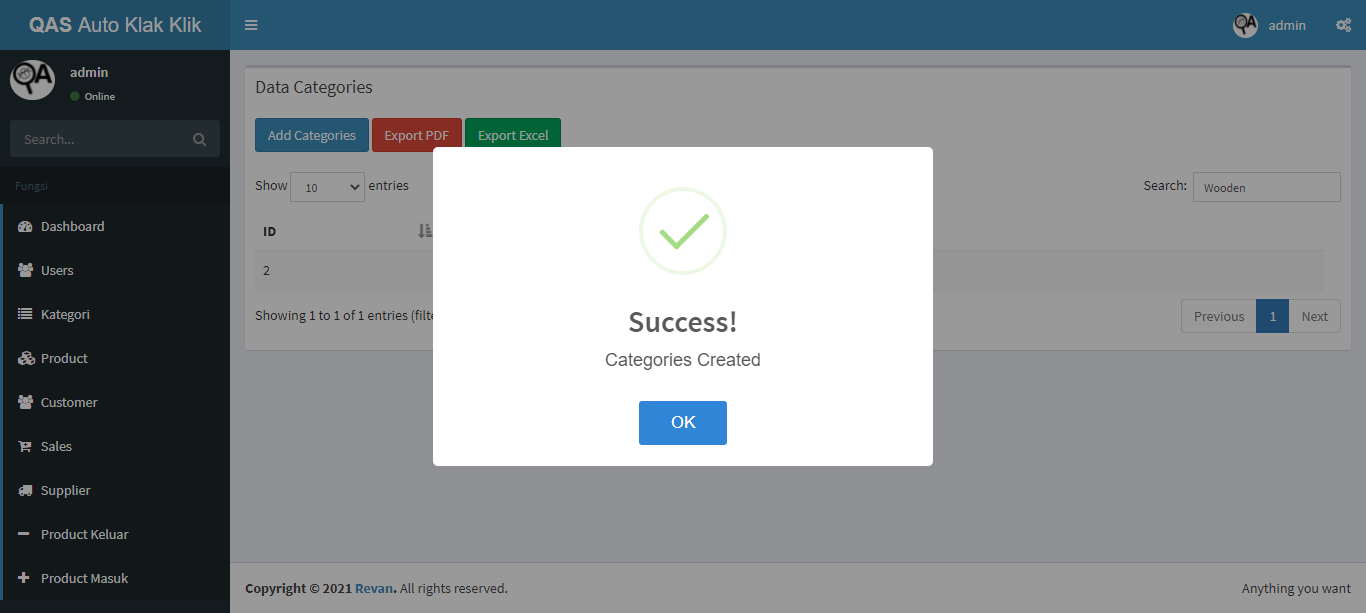 QAS Auto Klak Klik
admin
admin
Online
Search...
Fungsi
Dashboard
Users
Kategori
Product
Customer
Sales
Supplier
Product Keluar
Product Masuk
Data Categories
Add Categories Export PDF Export Excel
Show 10 entries
Search: Wooden
ID
2
Showing 1 to 1 of 1 entries
Previous 1 Next
Success!
Categories Created
OK
Copyright © 2021 Revan. All rights reserved.
Anything you want